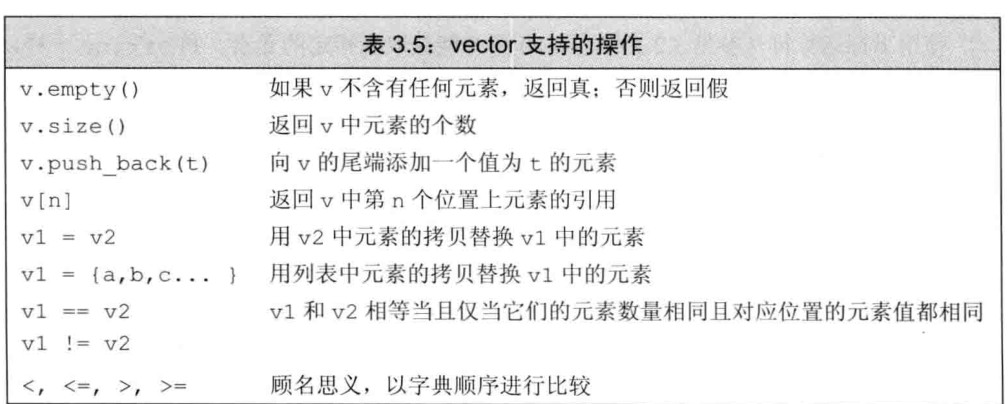 表 3.5：vector 支持的操作
v.empty() 如果 v 不含有任何元素，返回真；否则返回假
v.size() 返回 v 中元素的个数
v.push_back(t) 向 v 的尾端添加一个值为 t 的元素
v[n] 返回 v 中第 n 个位置上元素的引用
v1 = v2 用 v2 中元素的拷贝替换 v1 中的元素
v1 = {a,b,c... } 用列表中元素的拷贝替换 v1 中的元素
v1 == v2 v1 和 v2 相等当且仅当它们的元素数量相同且对应位置的元素值都相同
v1 != v2
<, <=, >, >= 顾名思义，以字典顺序进行比较